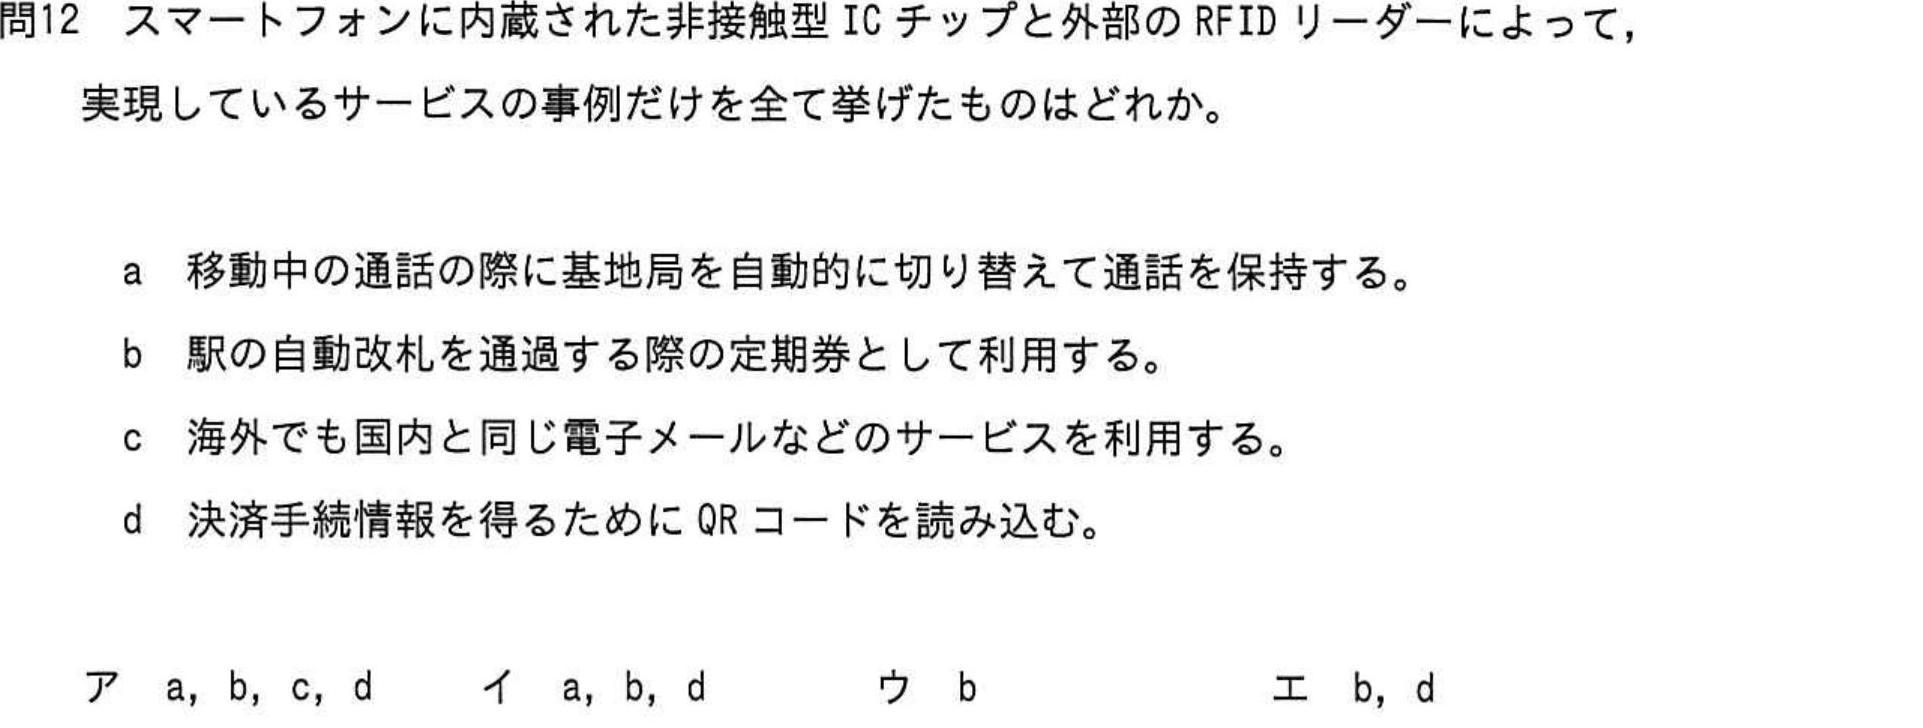 問12　スマートフォンに内蔵された非接触型 IC チップと外部の RFID リーダーによって，
実現しているサービスの事例だけを全て挙げたものはどれか。
a　移動中の通話の際に基地局を自動的に切り替えて通話を保持する。
b　駅の自動改札を通過する際の定期券として利用する。
c　海外でも国内と同じ電子メールなどのサービスを利用する。
d　決済手続情報を得るために QR コードを読み込む。
ア　a, b, c, d　イ　a, b, d　ウ　b　エ　b, d